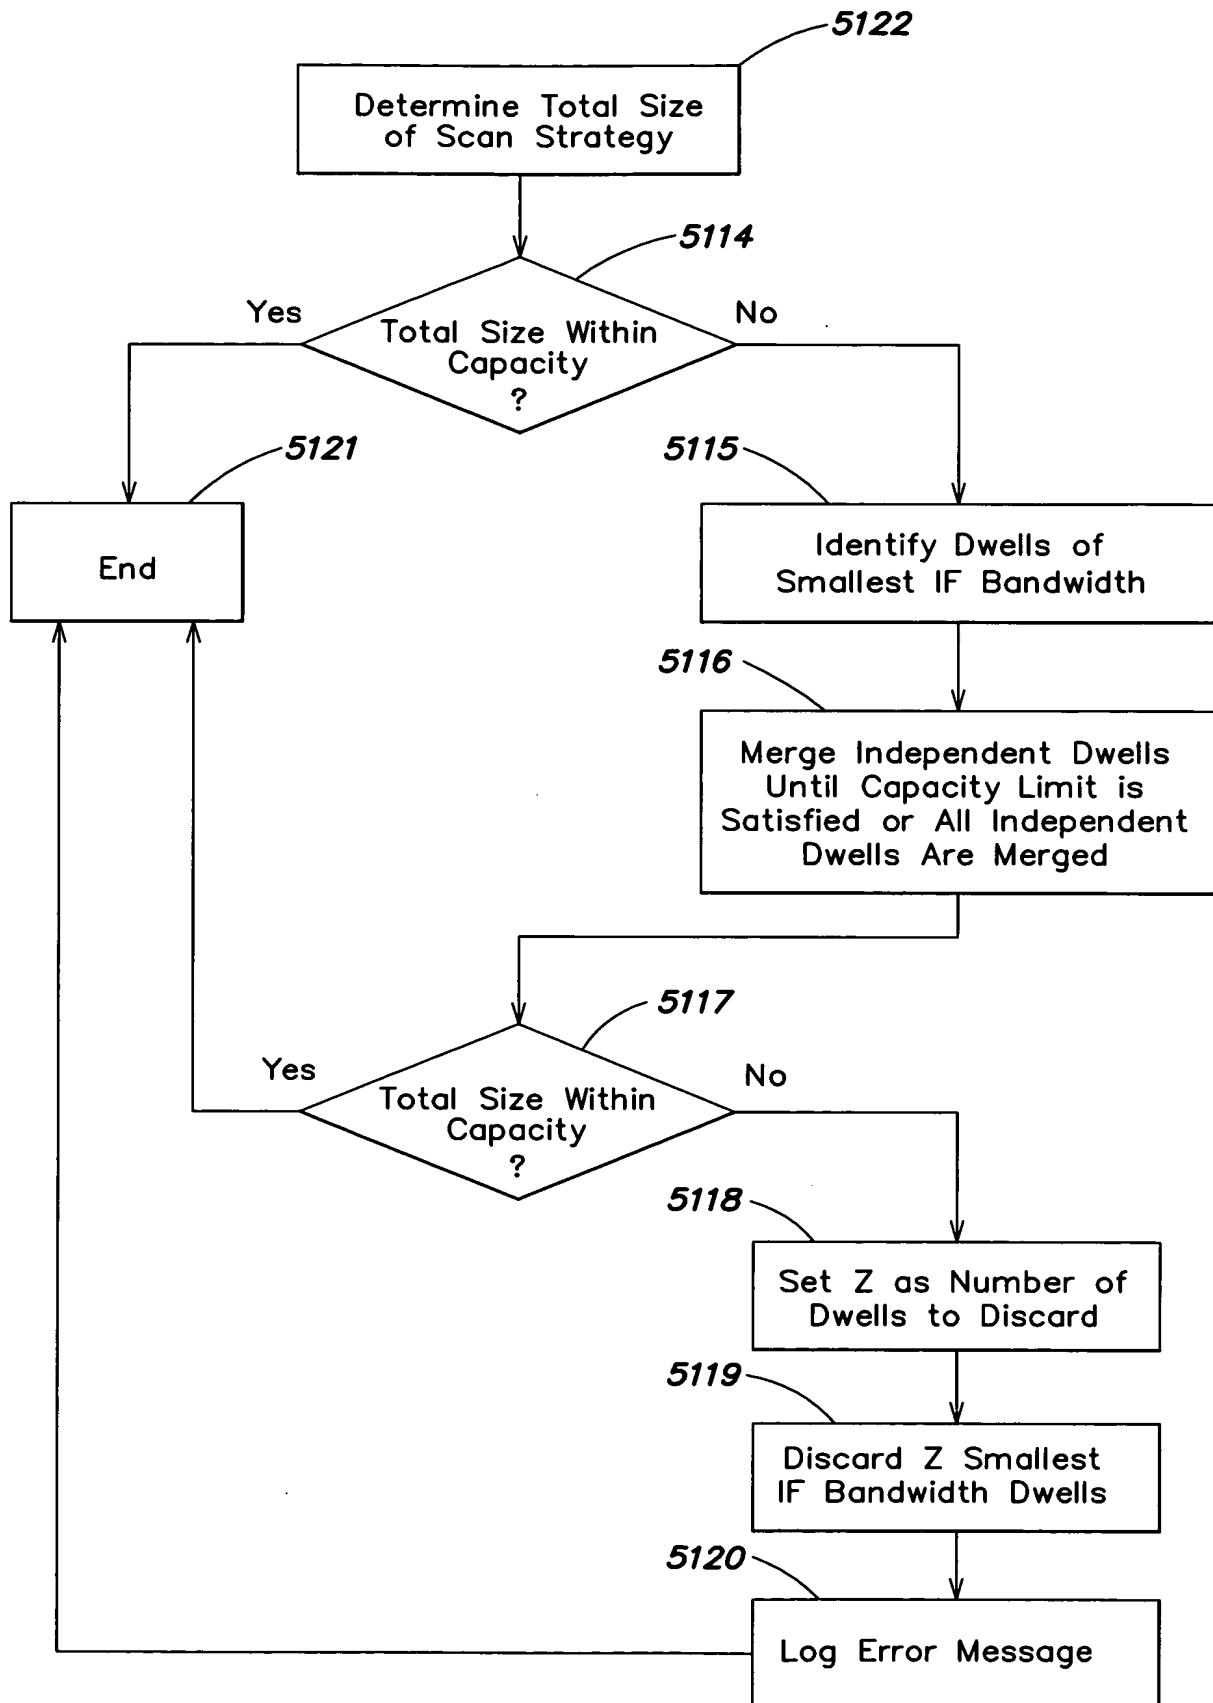 5122
Determine Total Size
of Scan Strategy
5114
Yes
No
Total Size Within
Capacity
?
5121
5115
End
Identify Dwells of
Smallest IF Bandwidth
5116
Merge Independent Dwells
Until Capacity Limit is
Satisfied or All Independent
Dwells Are Merged
5117
Yes
No
Total Size Within
Capacity
?
5118
Set Z as Number of
Dwells to Discard
5119
Discard Z Smallest
IF Bandwidth Dwells
5120
Log Error Message